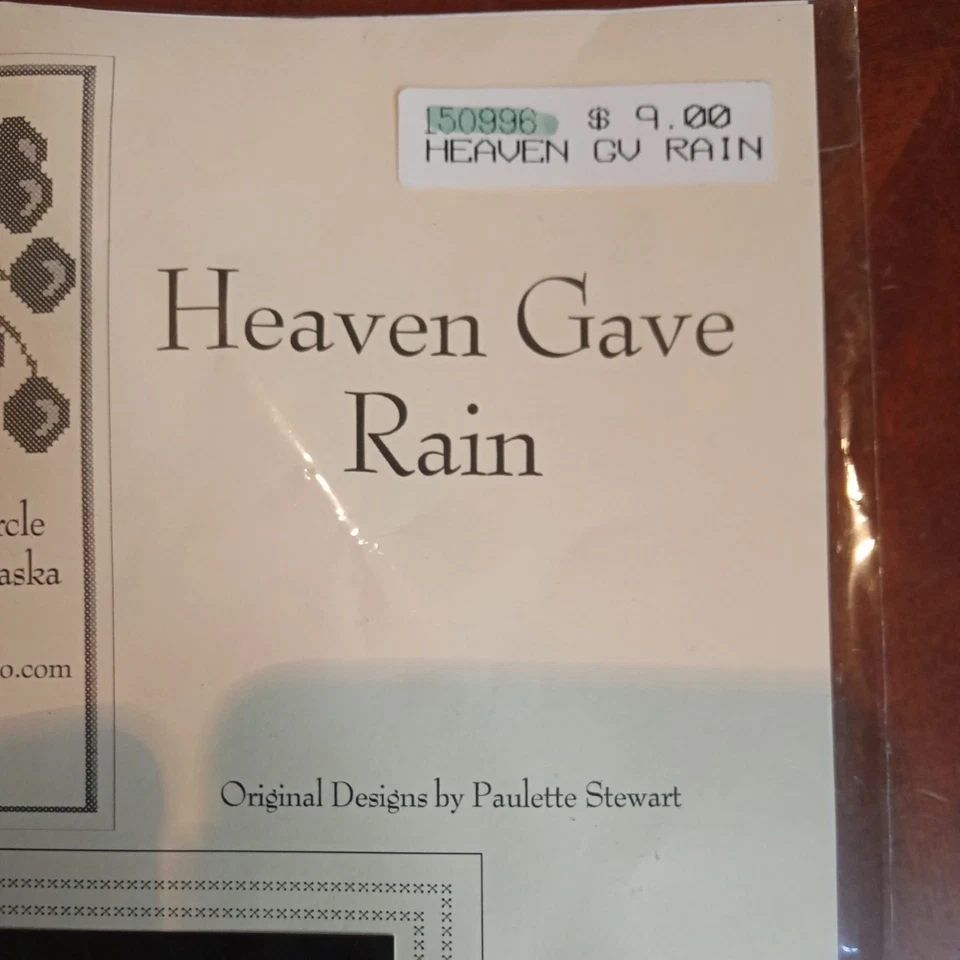 150996 $ 9.00
HEAVEN GV RAIN
Heaven Gave
Rain
rcle
aska
o.com
Original Designs by Paulette Stewart